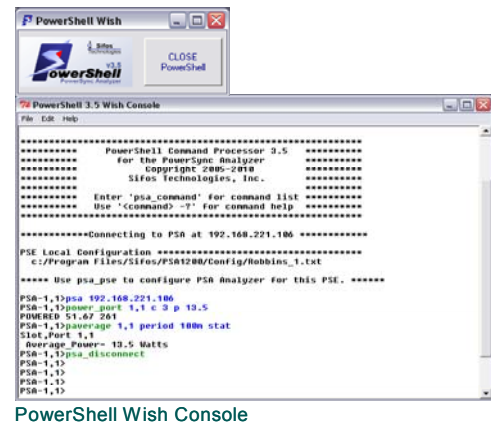 PowerShell Wish
Sifos
Technologies
V3.5
PowerShell
PowerSync Analyzer
CLOSE
PowerShell
PowerShell 3.5 Wish Console
File Edit Help
************************************************************
********** PowerShell Command Processor 3.5 **********
********** for the PowerSync Analyzer **********
********** Copyright 2005-2010 **********
********** Sifos Technologies, Inc. **********
********** **********
********** Enter 'psa_command' for command list **********
********** Use '<command> -?' for command help **********
************************************************************
************Connecting to PSA at 192.168.221.106 ************
PSE Local Configuration ************************************
c:/Program Files/Sifos/PSA1200/Config/Robbins_1.txt
***** Use psa_pse to configure PSA Analyzer for this PSE. ******
PSA-1,1>psa 192.168.221.106
PSA-1,1>power_port 1,1 c 3 p 13.5
POWERED 51.67 261
PSA-1,1>paverage 1,1 period 100m stat
Slot,Port 1,1
Average_Power- 13.5 Watts
PSA-1,1>psa_disconnect
PSA-1,1>
PSA-1,1>
PSA-1,1>
PSA-1,1>
PowerShell Wish Console